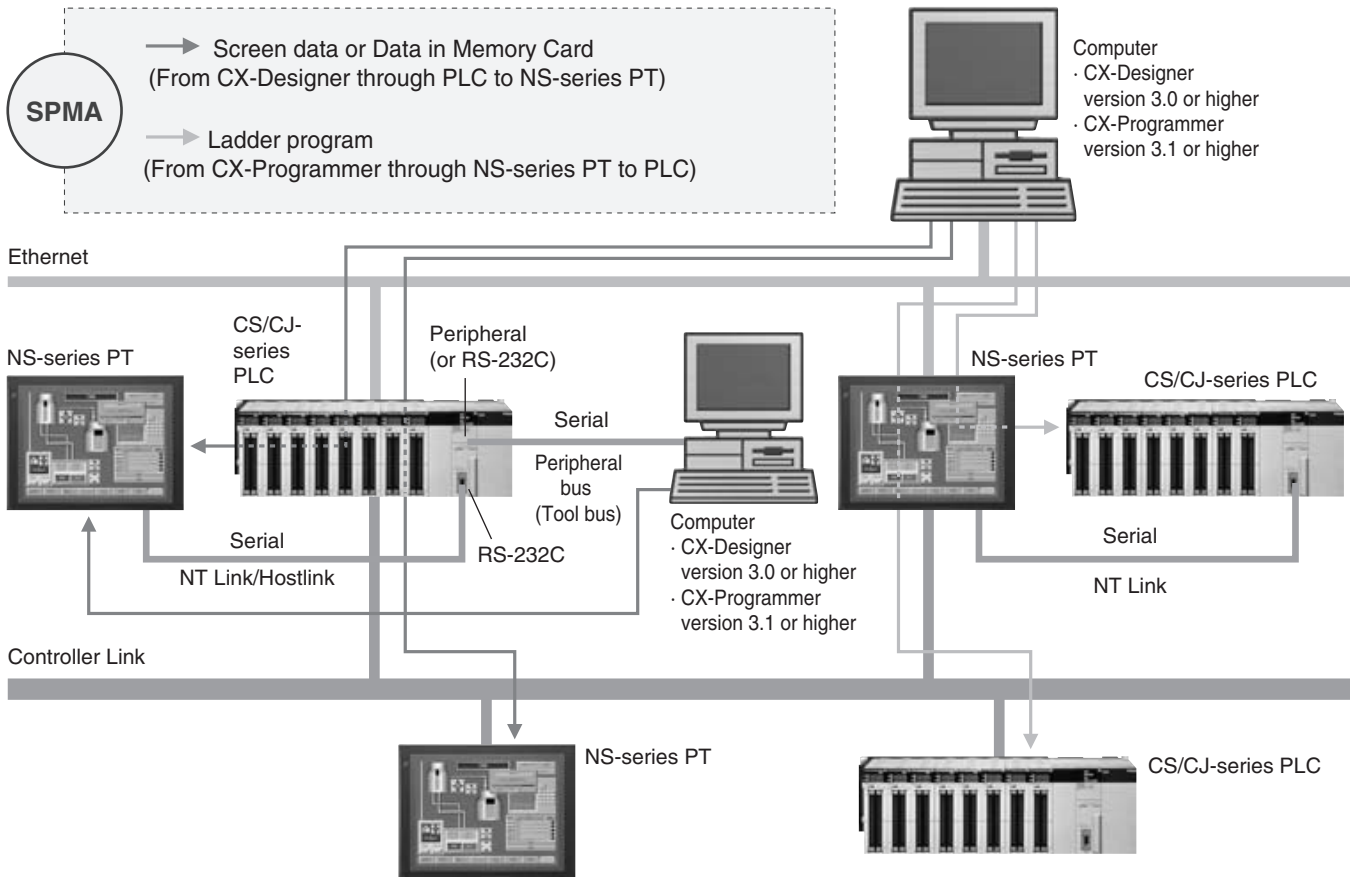 SPMA
Screen data or Data in Memory Card
(From CX-Designer through PLC to NS-series PT)
Ladder program
(From CX-Programmer through NS-series PT to PLC)
Computer
· CX-Designer
version 3.0 or higher
· CX-Programmer
version 3.1 or higher
Ethernet
NS-series PT
CS/CJ-
series
PLC
Peripheral
(or RS-232C)
Serial
Peripheral
bus
(Tool bus)
Serial
NT Link/Hostlink
RS-232C
Computer
· CX-Designer
version 3.0 or higher
· CX-Programmer
version 3.1 or higher
NS-series PT
CS/CJ-series PLC
Serial
NT Link
Controller Link
NS-series PT
CS/CJ-series PLC